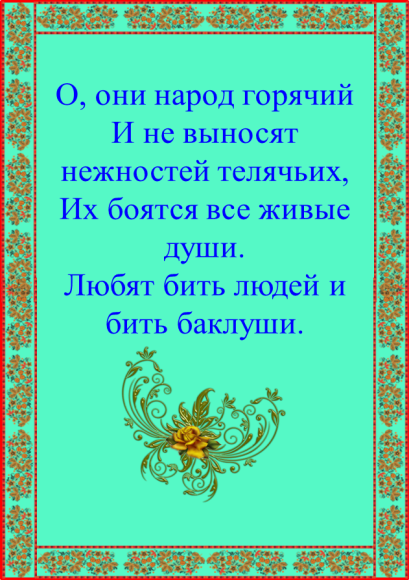 О, они народ горячий
И не выносят
нежностей телячьих,
Их боятся все живые
души.
Любят бить людей и
бить баклуши.